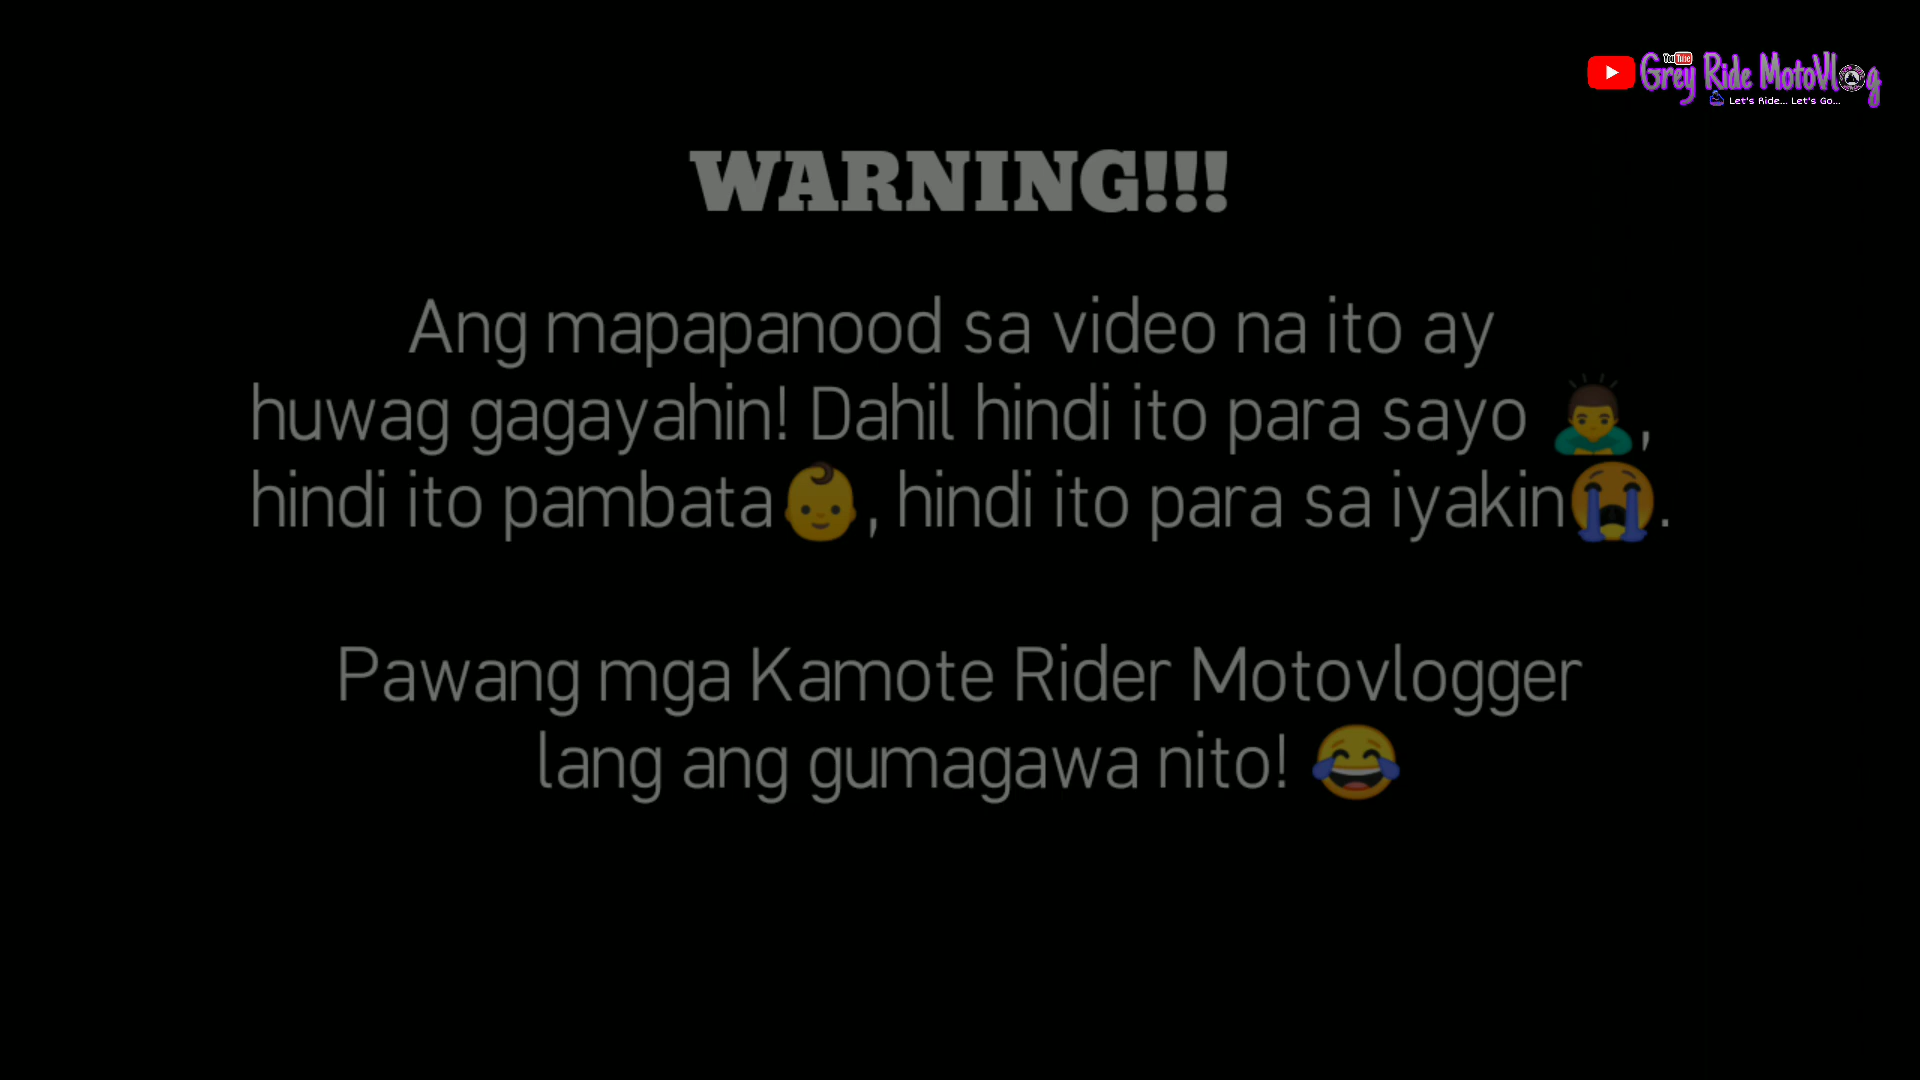 YouTube
Grey Ride MotoVlog
Let's Ride... Let's Go...
WARNING!!!
Ang mapapanood sa video na ito ay
huwag gagayahin! Dahil hindi ito para sayo 🙇‍♂️,
hindi ito pambata👶, hindi ito para sa iyakin😭.
Pawang mga Kamote Rider Motovlogger
lang ang gumagawa nito! 😂